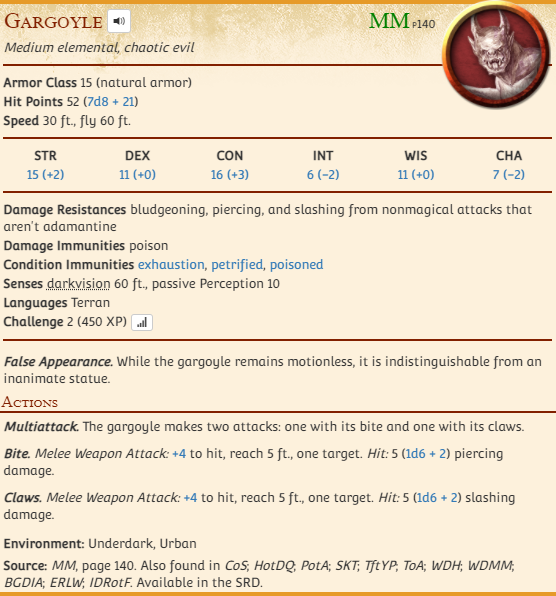 Gargoyle MM p140
Medium elemental, chaotic evil
Armor Class 15 (natural armor)
Hit Points 52 (7d8 + 21)
Speed 30 ft., fly 60 ft.
STR DEX CON INT WIS CHA
15 (+2) 11 (+0) 16 (+3) 6 (−2) 11 (+0) 7 (−2)
Damage Resistances bludgeoning, piercing, and slashing from nonmagical attacks that
aren't adamantine
Damage Immunities poison
Condition Immunities exhaustion, petrified, poisoned
Senses darkvision 60 ft., passive Perception 10
Languages Terran
Challenge 2 (450 XP)
False Appearance. While the gargoyle remains motionless, it is indistinguishable from an
inanimate statue.
Actions
Multiattack. The gargoyle makes two attacks: one with its bite and one with its claws.
Bite. Melee Weapon Attack: +4 to hit, reach 5 ft., one target. Hit: 5 (1d6 + 2) piercing
damage.
Claws. Melee Weapon Attack: +4 to hit, reach 5 ft., one target. Hit: 5 (1d6 + 2) slashing
damage.
Environment: Underdark, Urban
Source: MM, page 140. Also found in CoS; HotDQ; PotA; SKT; TftYP; ToA; WDH; WDMM;
BGDIA; ERLW; IDRotF. Available in the SRD.